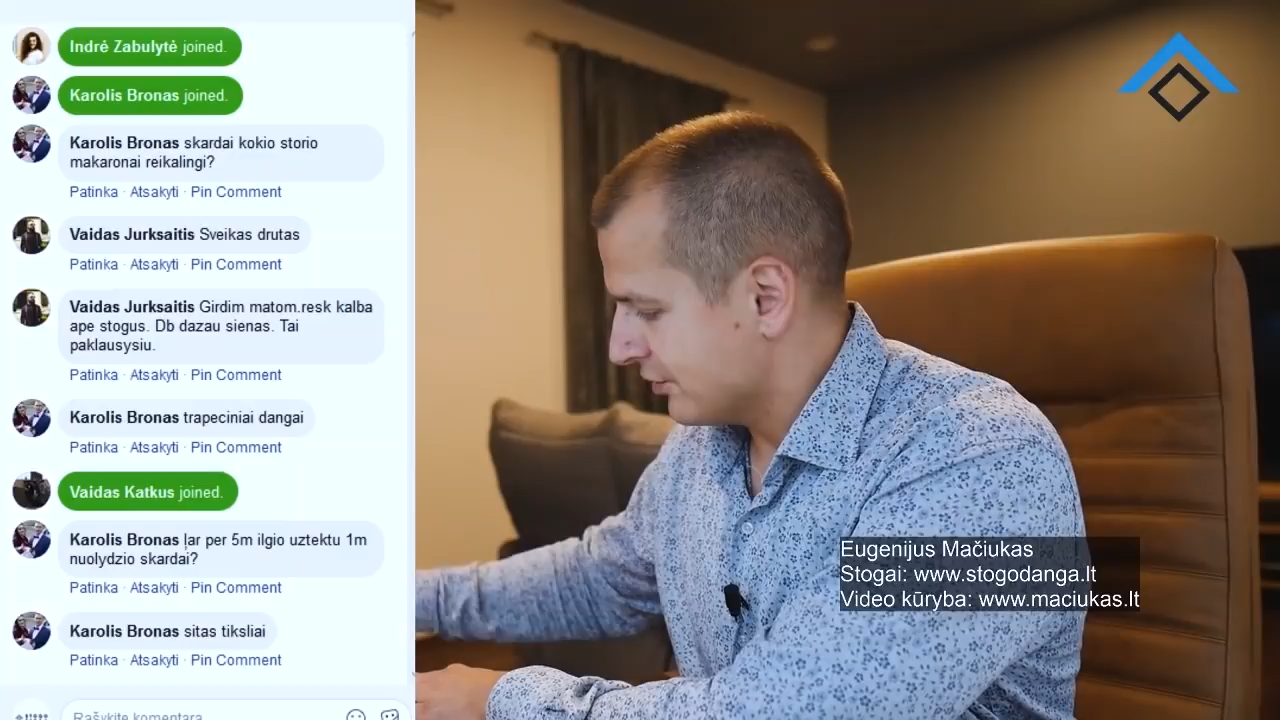 Indrė Zabulytė joined.
Karolis Bronas joined.
Karolis Bronas skardai kokio storio
makaronai reikalingi?
Patinka · Atsakyti · Pin Comment
Vaidas Jurksaitis Sveikas drutas
Patinka · Atsakyti · Pin Comment
Vaidas Jurksaitis Girdim matom.resk kalba
ape stogus. Db dazau sienas. Tai
paklausysiu.
Patinka · Atsakyti · Pin Comment
Karolis Bronas trapeciniai dangai
Patinka · Atsakyti · Pin Comment
Vaidas Katkus joined.
Karolis Bronas Įar per 5m ilgio uztektu 1m
nuolydzio skardai?
Patinka · Atsakyti · Pin Comment
Karolis Bronas sitas tiksliai
Patinka · Atsakyti · Pin Comment
Rašykite komentarą
Eugenijus Mačiukas
Stogai: www.stogodanga.lt
Video kūryba: www.maciukas.lt